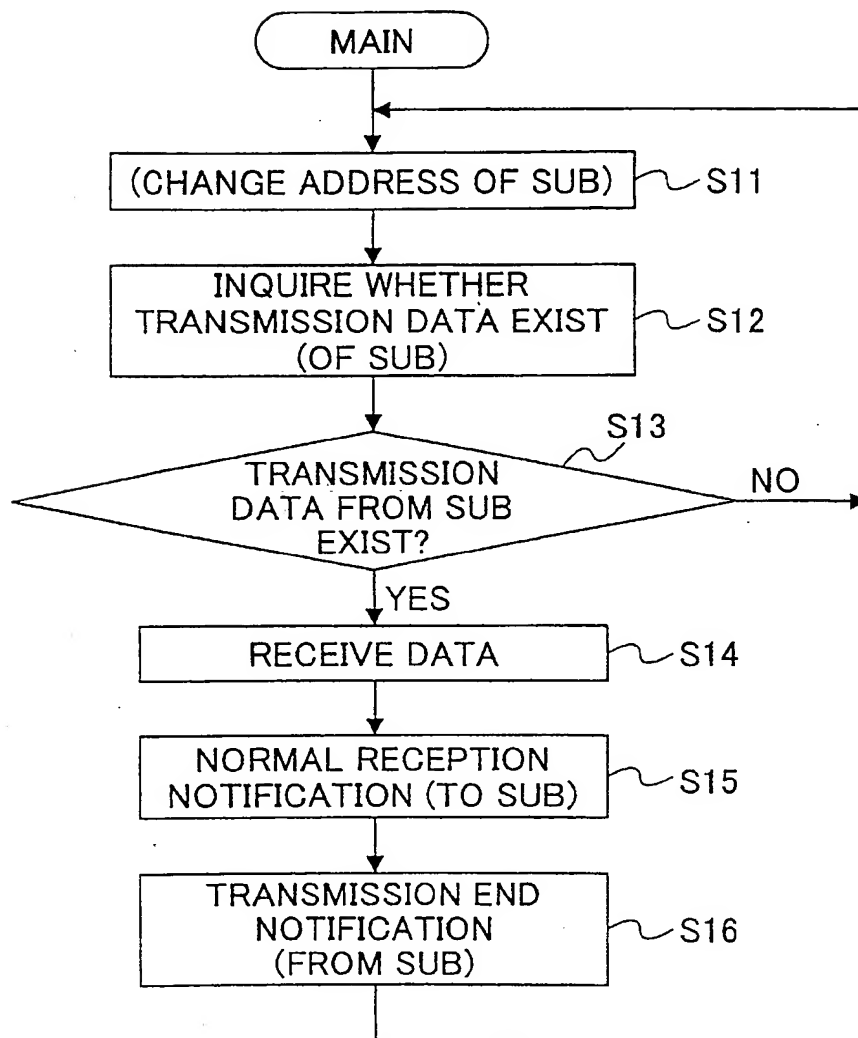 MAIN
(CHANGE ADDRESS OF SUB)
S11
INQUIRE WHETHER
TRANSMISSION DATA EXIST
(OF SUB)
S12
S13
TRANSMISSION
DATA FROM SUB
EXIST?
NO
YES
RECEIVE DATA
S14
NORMAL RECEPTION
NOTIFICATION (TO SUB)
S15
TRANSMISSION END
NOTIFICATION
(FROM SUB)
S16